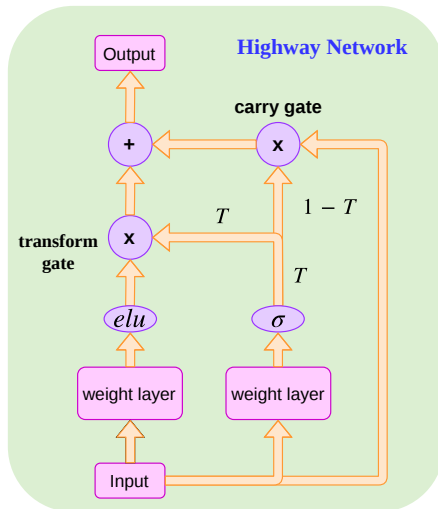 Output
Highway Network
carry gate
+
x
T
1 − T
transform
gate
x
T
elu
σ
weight layer
weight layer
Input